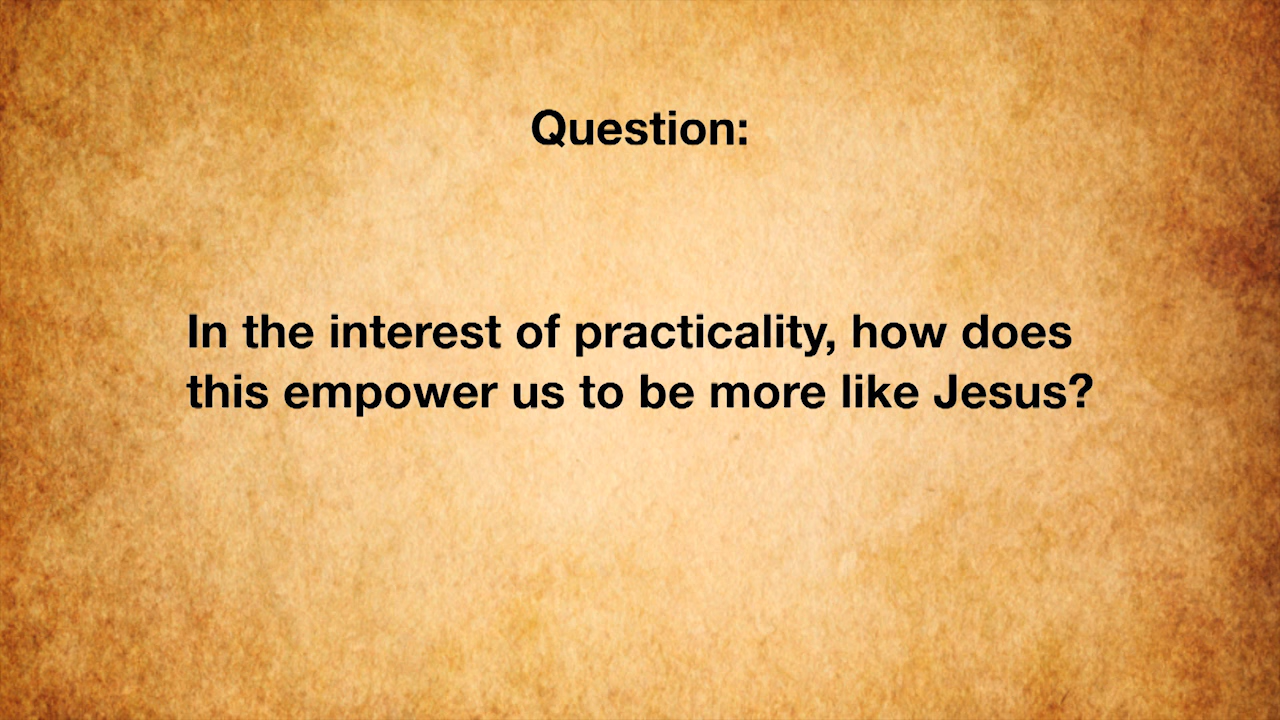 Question:
In the interest of practicality, how does
this empower us to be more like Jesus?